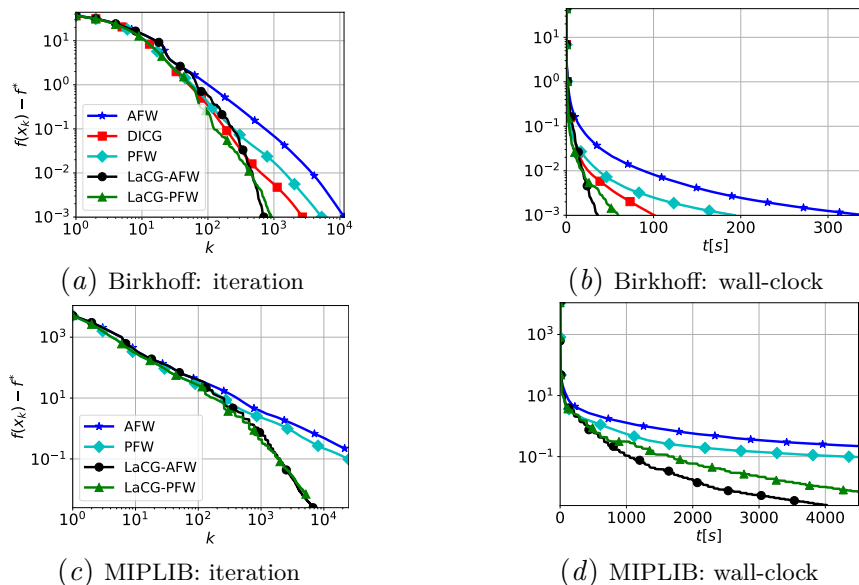 10^1
10^0
10^-1
10^-2
10^-3
f(x_k) − f*
AFW
DICG
PFW
LaCG-AFW
LaCG-PFW
10^0 10^1 10^2 10^3 10^4
k
(a) Birkhoff: iteration
10^1
10^0
10^-1
10^-2
10^-3
0 100 200 300
t[s]
(b) Birkhoff: wall-clock
10^3
10^1
10^-1
f(x_k) − f*
AFW
PFW
LaCG-AFW
LaCG-PFW
10^0 10^1 10^2 10^3 10^4
k
(c) MIPLIB: iteration
10^3
10^1
10^-1
0 1000 2000 3000 4000
t[s]
(d) MIPLIB: wall-clock